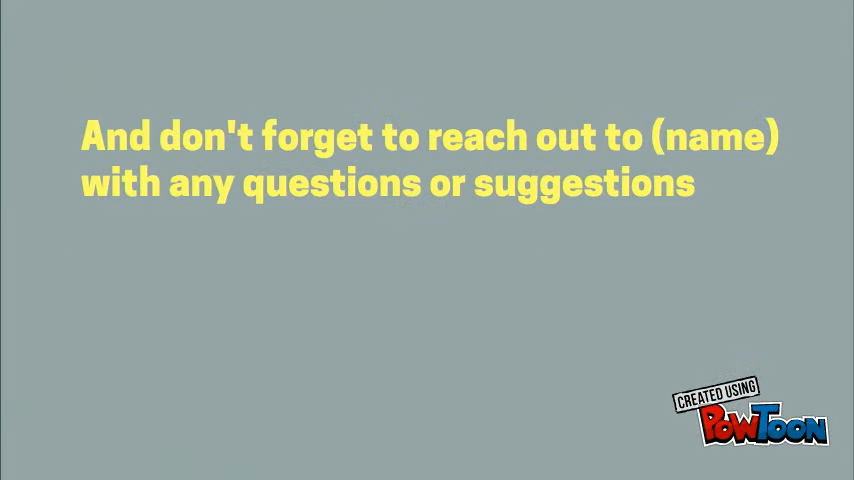 And don't forget to reach out to (name)
with any questions or suggestions
CREATED USING
POWTOON